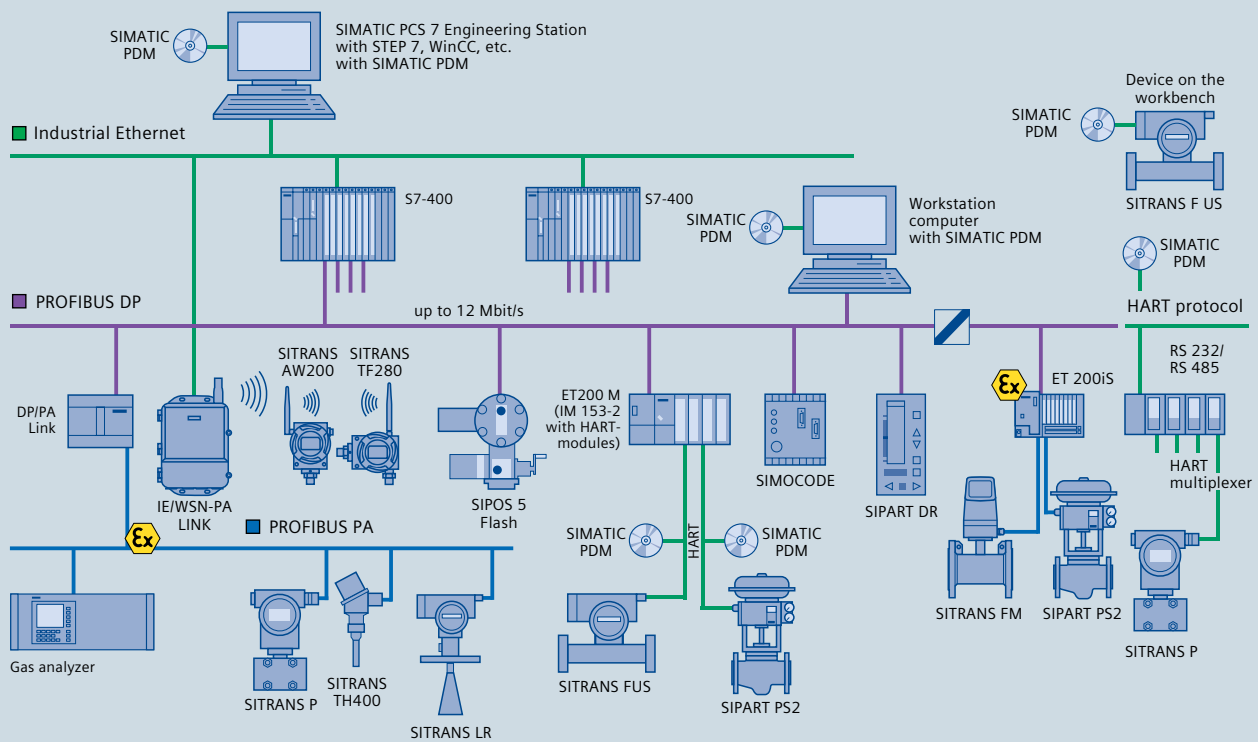 SIMATIC
PDM
SIMATIC PCS 7 Engineering Station
with STEP 7, WinCC, etc.
with SIMATIC PDM
Device on the
workbench
SIMATIC
PDM
SITRANS F US
Industrial Ethernet
S7-400
S7-400
SIMATIC
PDM
Workstation
computer
with SIMATIC PDM
SIMATIC
PDM
PROFIBUS DP
up to 12 Mbit/s
HART protocol
RS 232/
RS 485
DP/PA
Link
IE/WSN-PA
LINK
SITRANS
AW200
SITRANS
TF280
SIPOS 5
Flash
ET200 M
(IM 153-2
with HART-
modules)
SIMOCODE
SIPART DR
Ex
ET 200iS
HART
multiplexer
Ex
PROFIBUS PA
SIMATIC
PDM
HART
SIMATIC
PDM
SITRANS FM
SIPART PS2
SITRANS P
Gas analyzer
SITRANS P
SITRANS
TH400
SITRANS LR
SITRANS FUS
SIPART PS2